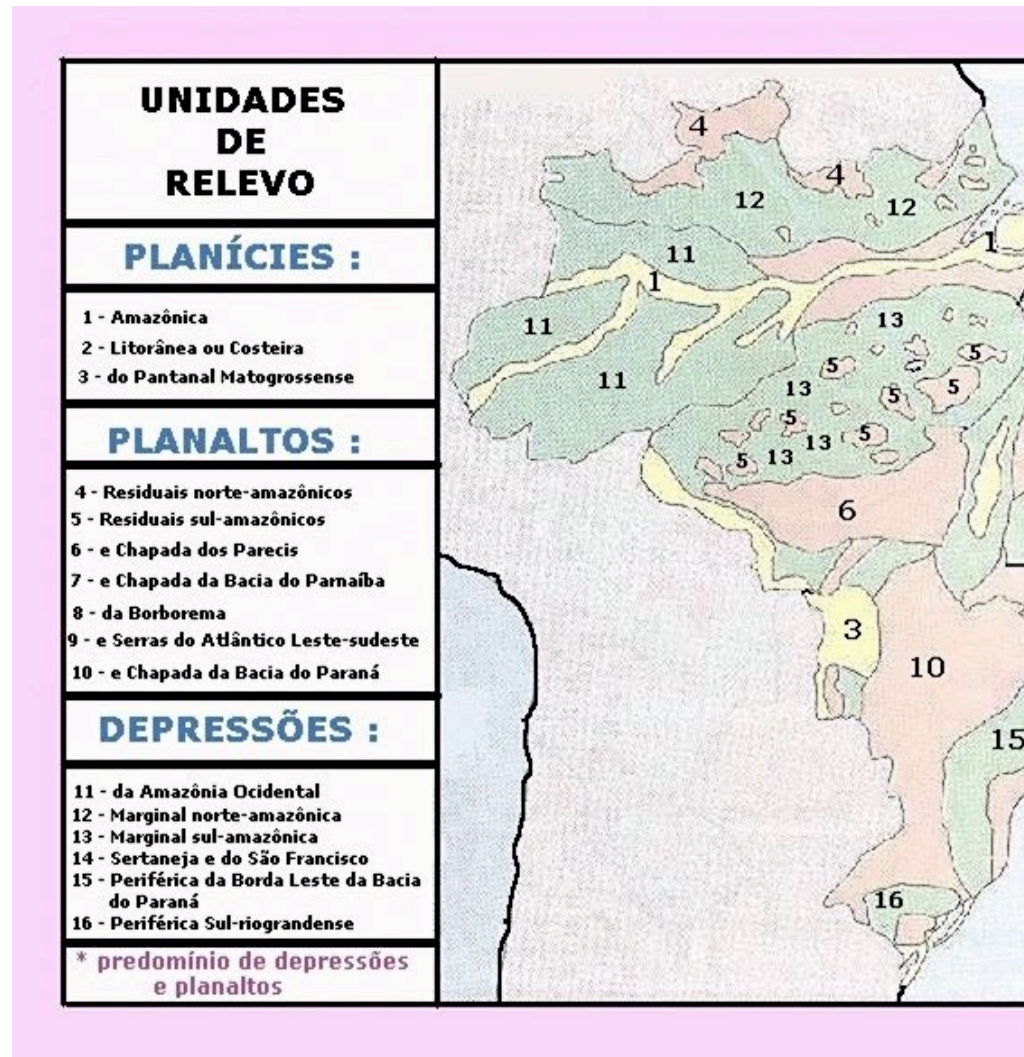 UNIDADES
DE
RELEVO
PLANÍCIES :
1 - Amazônica
2 - Litorânea ou Costeira
3 - do Pantanal Matogrossense
PLANALTOS :
4 - Residuais norte-amazônicos
5 - Residuais sul-amazônicos
6 - e Chapada dos Parecis
7 - e Chapada da Bacia do Parnaíba
8 - da Borborema
9 - e Serras do Atlântico Leste-sudeste
10 - e Chapada da Bacia do Paraná
DEPRESSÕES :
11 - da Amazônia Ocidental
12 - Marginal norte-amazônica
13 - Marginal sul-amazônica
14 - Sertaneja e do São Francisco
15 - Periférica da Borda Leste da Bacia
do Paraná
16 - Periférica Sul-riograndense
* predomínio de depressões
e planaltos
4
4
12
12
1
11
1
11
13
5
5
11
13
5
5
5
13
5
13
5
6
3
10
15
16